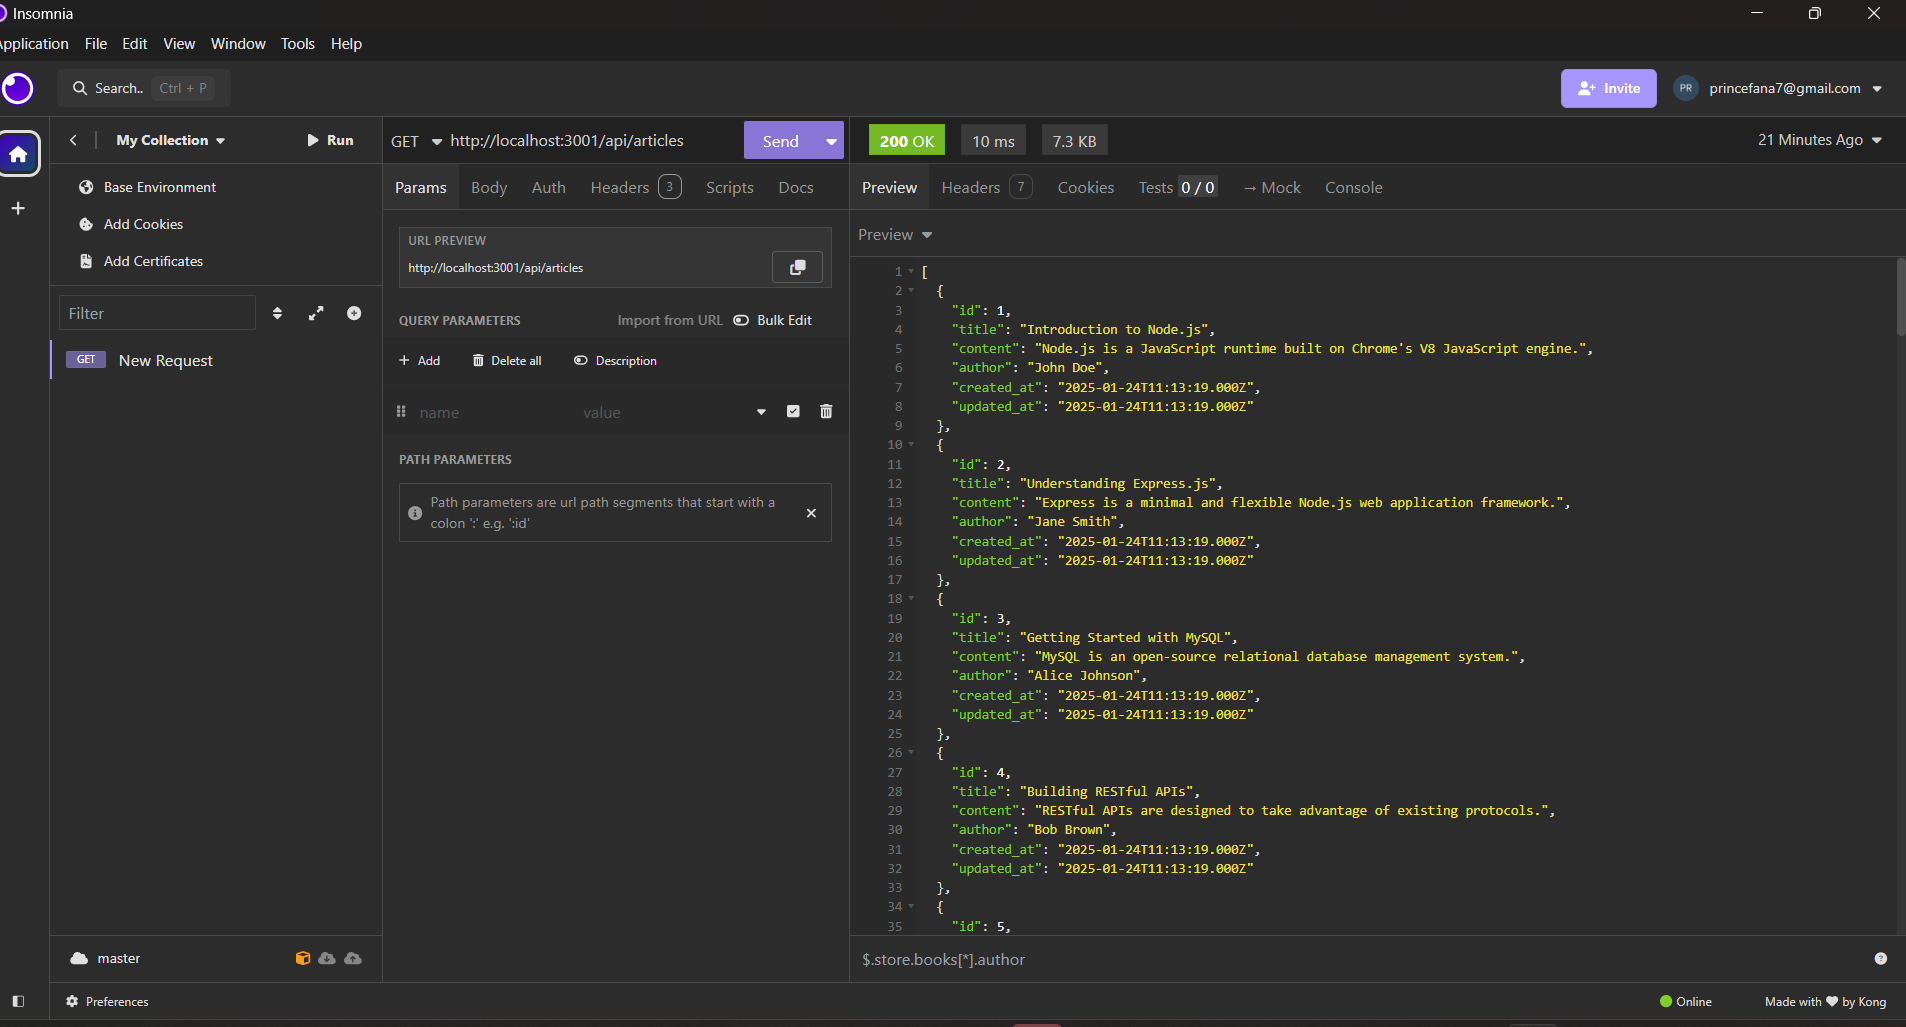 Insomnia
Application File Edit View Window Tools Help
Search.. Ctrl + P
Invite
PR princefana7@gmail.com
My Collection
Run
GET http://localhost:3001/api/articles
Send
200 OK
10 ms
7.3 KB
21 Minutes Ago
Base Environment
Add Cookies
Add Certificates
Filter
GET New Request
master
Params Body Auth Headers 3 Scripts Docs
URL PREVIEW
http://localhost:3001/api/articles
QUERY PARAMETERS
Import from URL Bulk Edit
Add Delete all Description
name value
PATH PARAMETERS
Path parameters are url path segments that start with a
colon ':' e.g. ':id'
Preview Headers 7 Cookies Tests 0 / 0 → Mock Console
Preview
1 [
2 {
3 "id": 1,
4 "title": "Introduction to Node.js",
5 "content": "Node.js is a JavaScript runtime built on Chrome's V8 JavaScript engine.",
6 "author": "John Doe",
7 "created_at": "2025-01-24T11:13:19.000Z",
8 "updated_at": "2025-01-24T11:13:19.000Z"
9 },
10 {
11 "id": 2,
12 "title": "Understanding Express.js",
13 "content": "Express is a minimal and flexible Node.js web application framework.",
14 "author": "Jane Smith",
15 "created_at": "2025-01-24T11:13:19.000Z",
16 "updated_at": "2025-01-24T11:13:19.000Z"
17 },
18 {
19 "id": 3,
20 "title": "Getting Started with MySQL",
21 "content": "MySQL is an open-source relational database management system.",
22 "author": "Alice Johnson",
23 "created_at": "2025-01-24T11:13:19.000Z",
24 "updated_at": "2025-01-24T11:13:19.000Z"
25 },
26 {
27 "id": 4,
28 "title": "Building RESTful APIs",
29 "content": "RESTful APIs are designed to take advantage of existing protocols.",
30 "author": "Bob Brown",
31 "created_at": "2025-01-24T11:13:19.000Z",
32 "updated_at": "2025-01-24T11:13:19.000Z"
33 },
34 {
35 "id": 5,
$.store.books[*].author
Preferences
Online
Made with ♥ by Kong